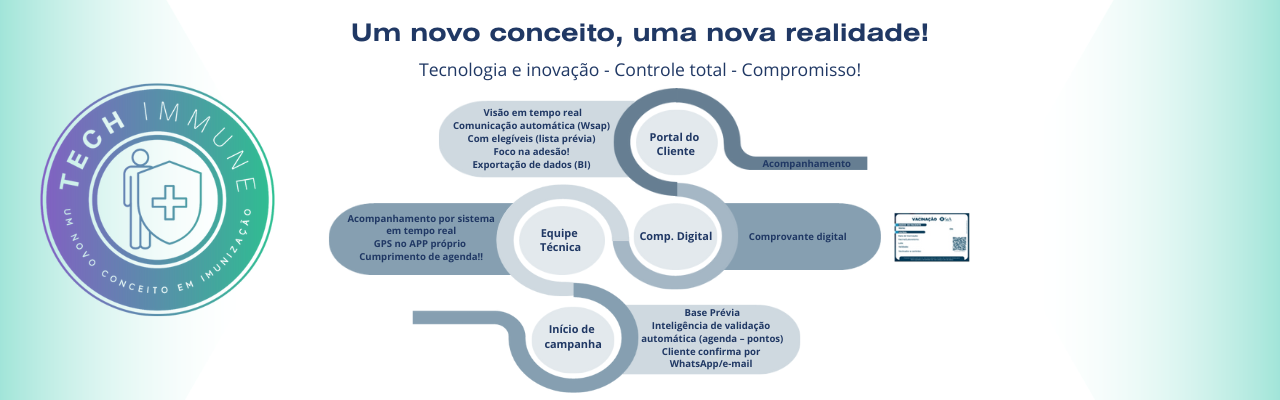 Um novo conceito, uma nova realidade!
Tecnologia e inovação - Controle total - Compromisso!
TECH IMMUNE
UM NOVO CONCEITO EM IMUNIZAÇÃO
Visão em tempo real
Comunicação automática (Wsap)
Com elegíveis (lista prévia)
Foco na adesão!
Exportação de dados (BI)
Portal do
Cliente
Acompanhamento
Acompanhamento por sistema
em tempo real
GPS no APP próprio
Cumprimento de agenda!!
Equipe
Técnica
Comp. Digital
Comprovante digital
VACINAÇÃO
Início de
campanha
Base Prévia
Inteligência de validação
automática (agenda – pontos)
Cliente confirma por
WhatsApp/e-mail